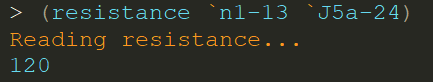 > (resistance `n1-13 `J5a-24)
Reading resistance...
120